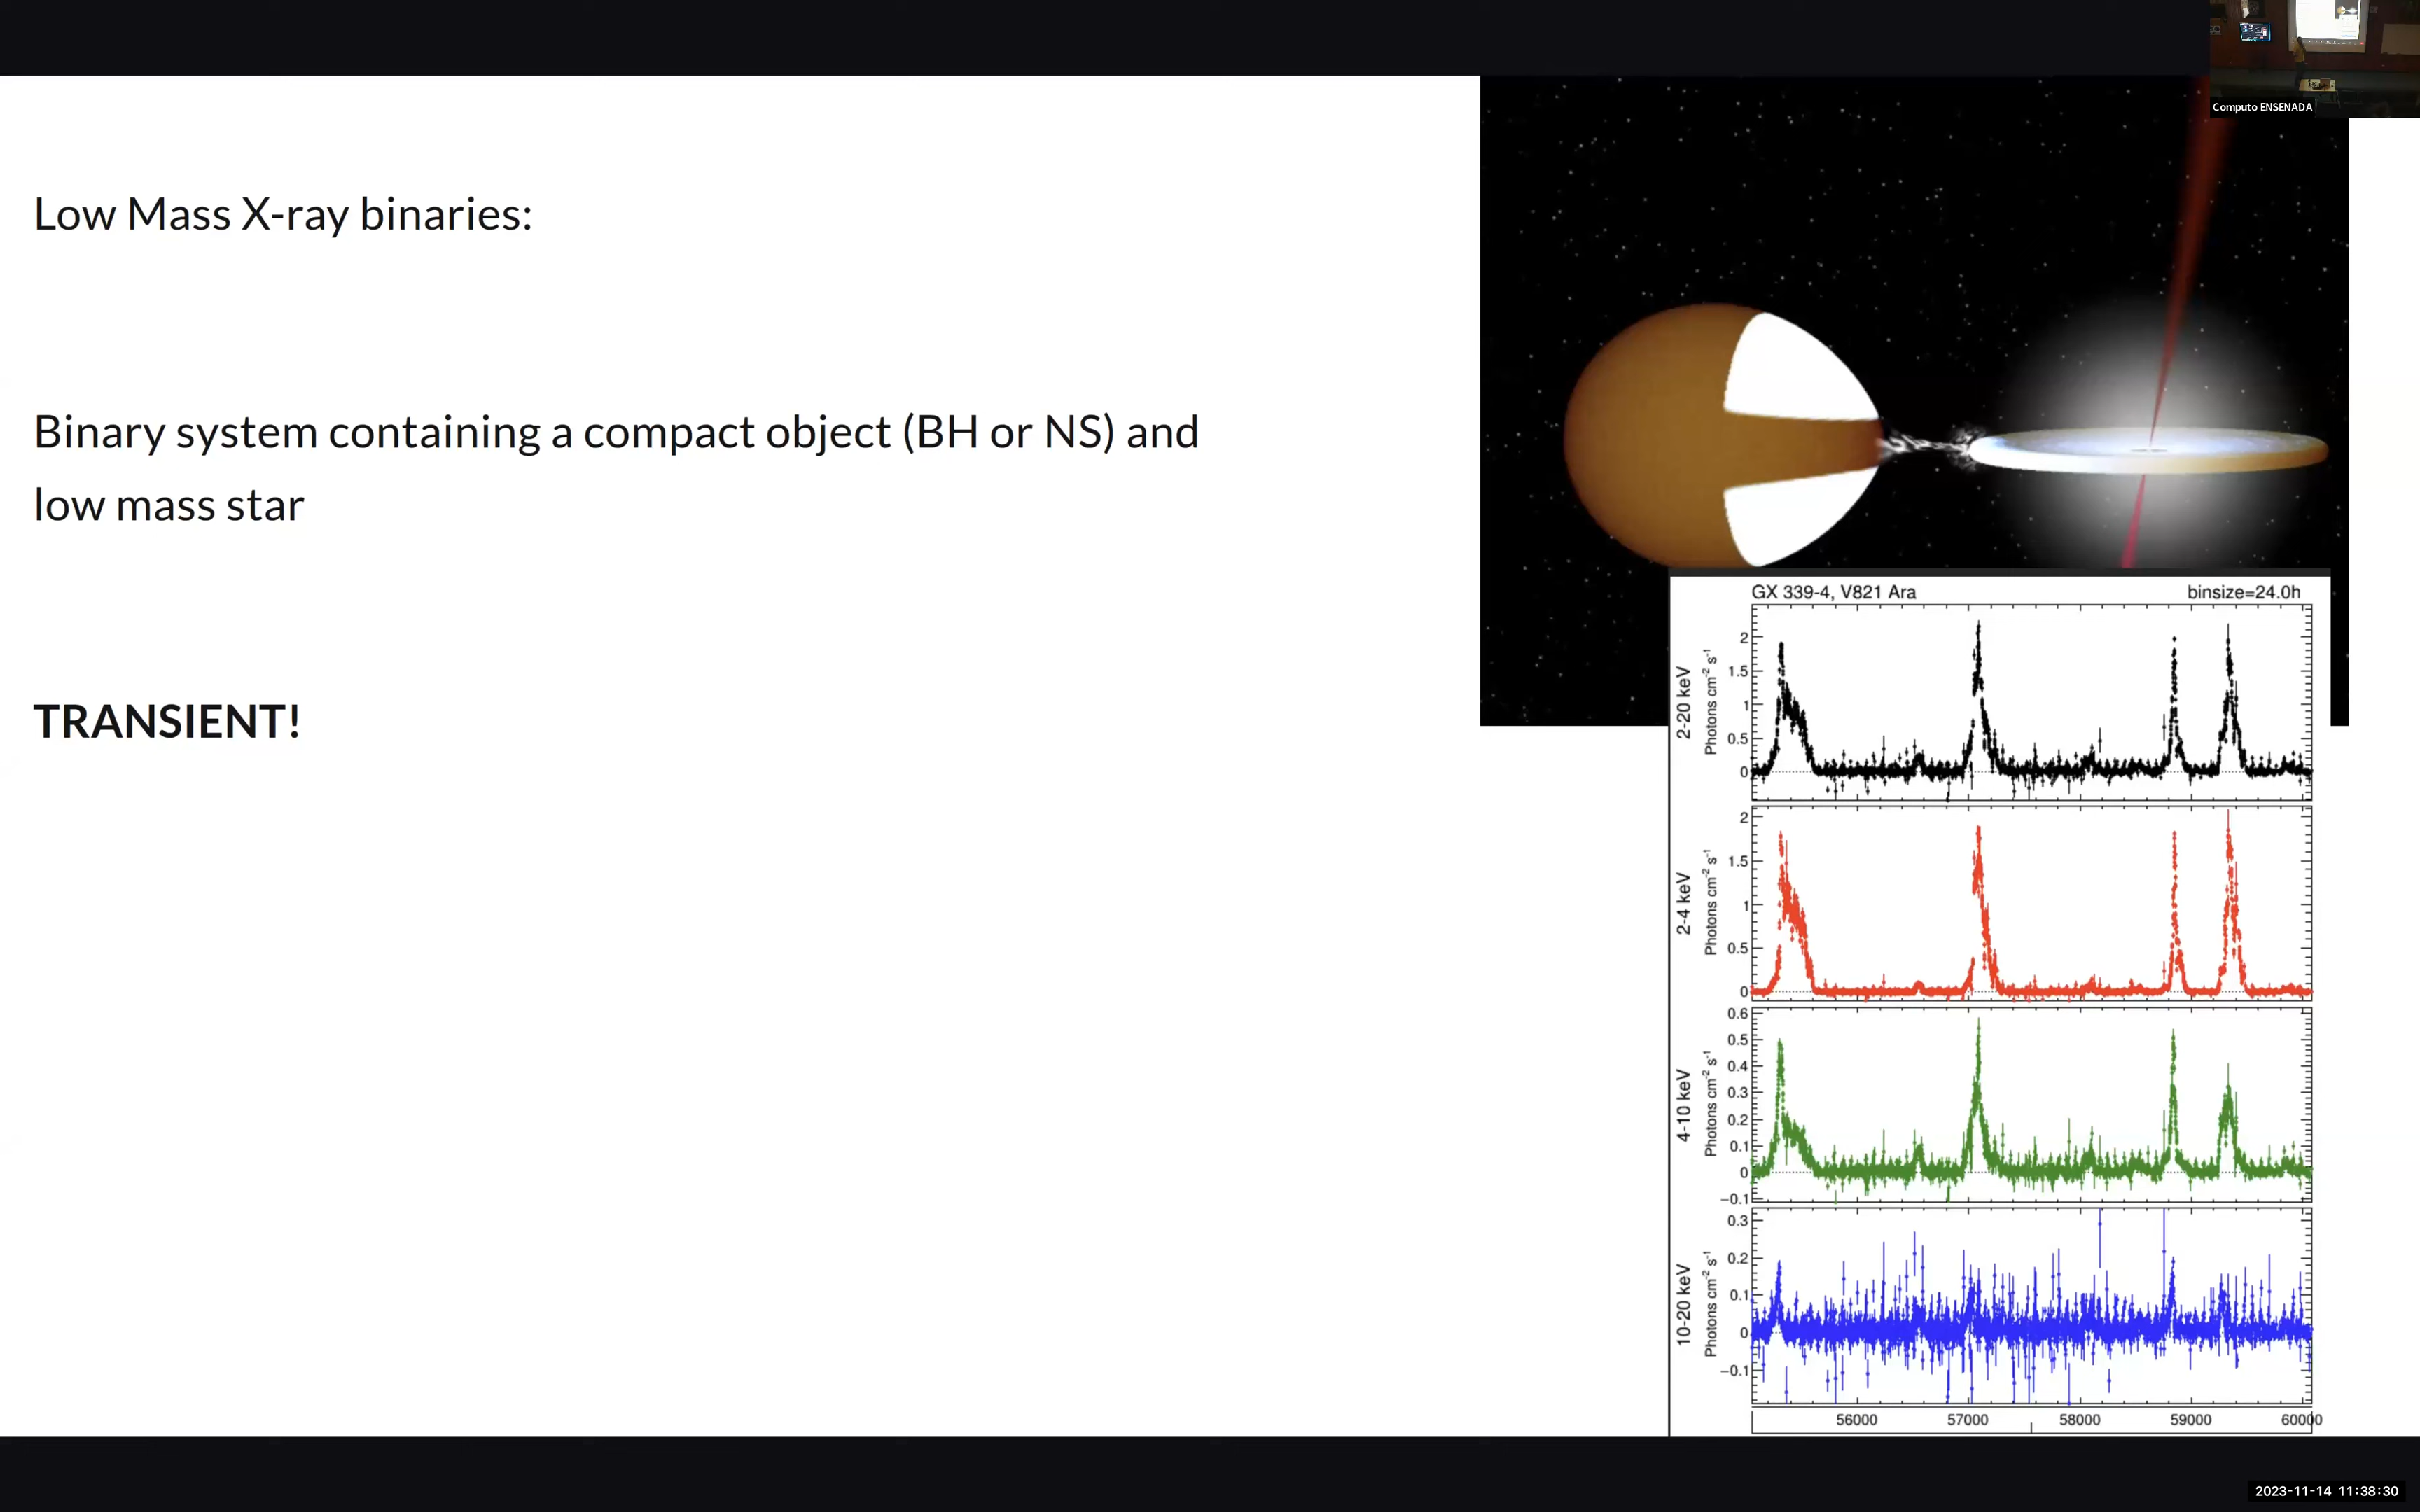 Computo ENSENADA
Low Mass X-ray binaries:
Binary system containing a compact object (BH or NS) and
low mass star
TRANSIENT!
GX 339-4, V821 Ara
binsize=24.0h
2-20 keV
Photons cm⁻² s⁻¹
2
1.5
1
0.5
0
2-4 keV
Photons cm⁻² s⁻¹
2
1.5
1
0.5
0
4-10 keV
Photons cm⁻² s⁻¹
0.6
0.5
0.4
0.3
0.2
0.1
0
−0.1
10-20 keV
Photons cm⁻² s⁻¹
0.3
0.2
0.1
0
−0.1
56000 57000 58000 59000 60000
2023-11-14 11:38:30